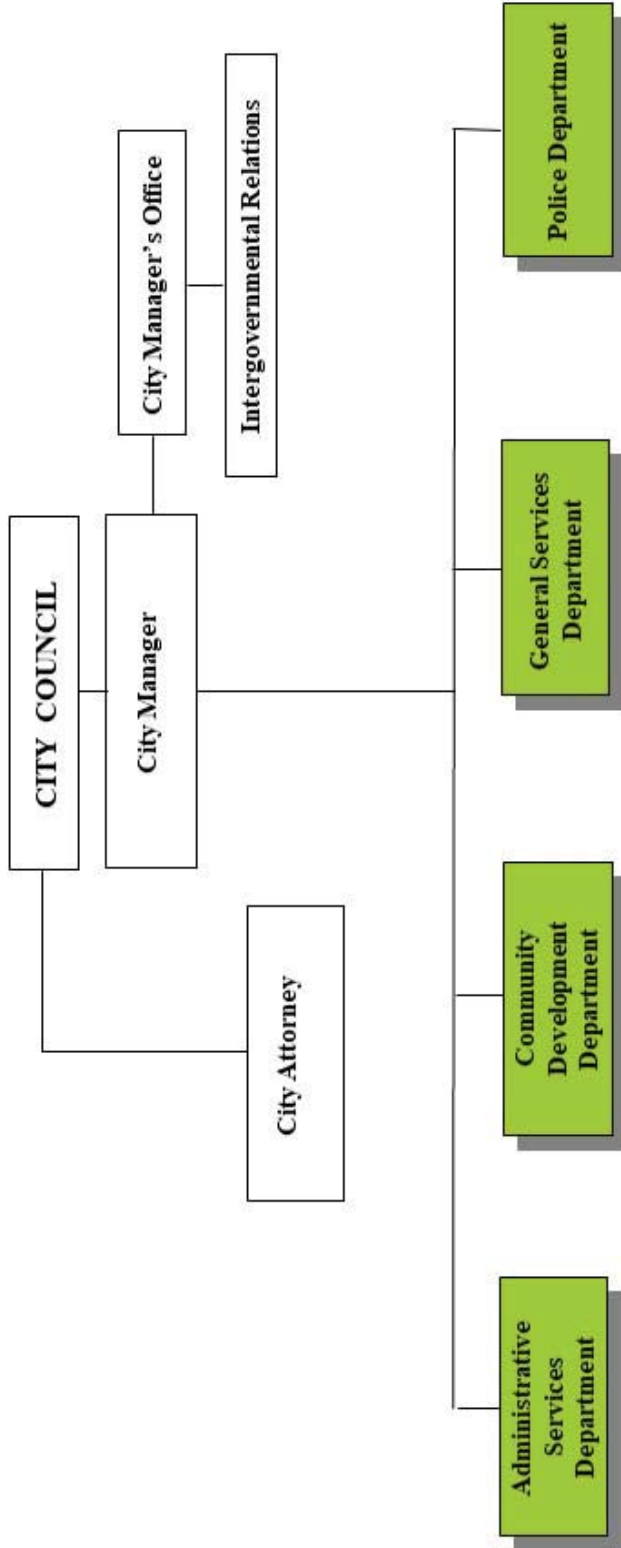 CITY COUNCIL
City Manager
City Manager's Office
Intergovernmental Relations
City Attorney
Administrative
Services
Department
Community
Development
Department
General Services
Department
Police Department